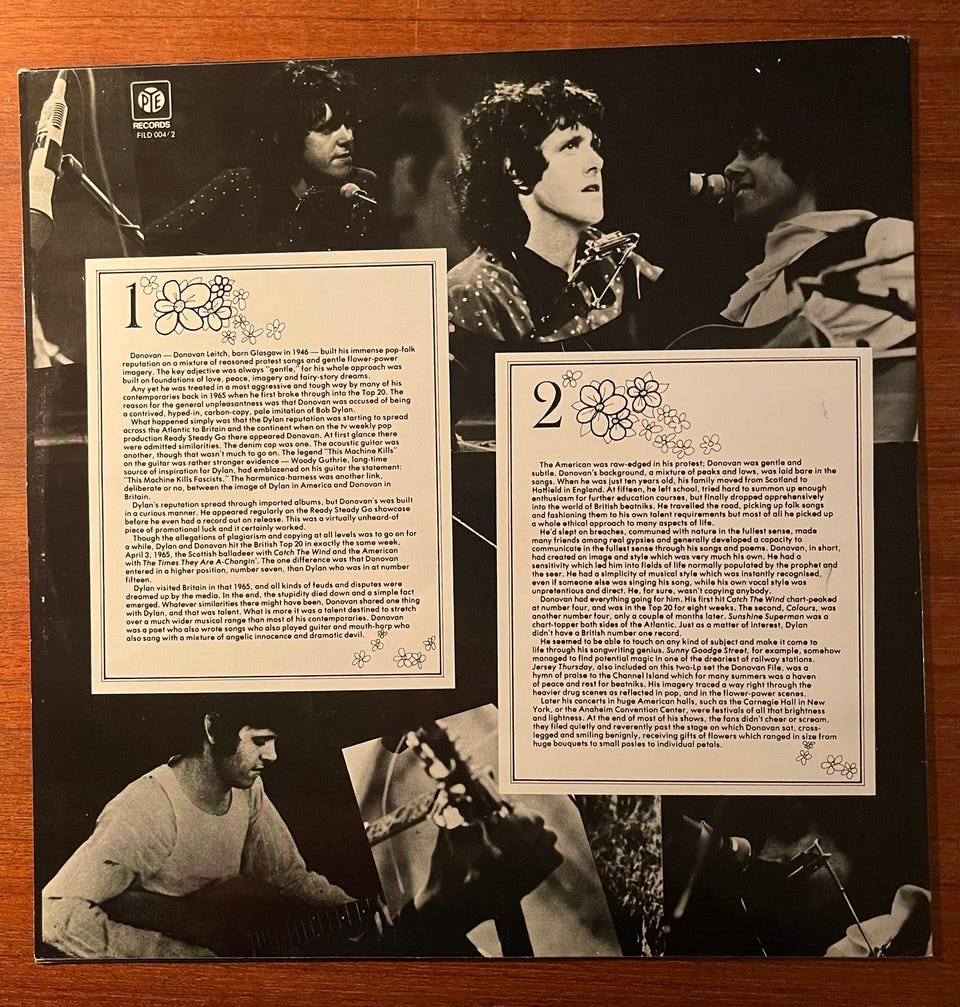 PYE
RECORDS
FILD 004/2
1
Donovan — Donovan Leitch, born Glasgow in 1946 — built his immense pop-folk
reputation on a mixture of reasoned protest songs and gentle flower-power
imagery. The key adjective was always "gentle," for his whole approach was
built on foundations of love, peace, imagery and fairy-story dreams.
Any yet he was treated in a most aggressive and tough way by many of his
contemporaries back in 1965 when he first broke through into the Top 20. The
reason for the general unpleasantness was that Donovan was accused of being
a contrived, hyped-in, carbon-copy, pale imitation of Bob Dylan.
What happened simply was that the Dylan reputation was starting to spread
across the Atlantic to Britain and the continent when on the tv weekly pop
production Ready Steady Go there appeared Donovan. At first glance there
were admitted similarities. The denim cap was one. The acoustic guitar was
another, though that wasn't much to go on. The legend "This Machine Kills"
on the guitar was rather stronger evidence — Woody Guthrie, long-time
source of inspiration for Dylan, had emblazoned on his guitar the statement:
"This Machine Kills Fascists." The harmonica-harness was another link,
deliberate or no, between the image of Dylan in America and Donovan in
Britain.
Dylan's reputation spread through imported albums, but Donovan's was built
in a curious manner. He appeared regularly on the Ready Steady Go showcase
before he even had a record out on release. This was a virtually unheard-of
piece of promotional luck and it certainly worked.
Though the allegations of plagiarism and copying at all levels was to go on for
a while, Dylan and Donovan hit the British Top 20 in exactly the same week,
April 3, 1965, the Scottish balladeer with Catch The Wind and the American
with The Times They Are A-Changin'. The one difference was that Donovan
entered in a higher position, number seven, than Dylan who was in at number
fifteen.
Dylan visited Britain in that 1965, and all kinds of feuds and disputes were
dreamed up by the media. In the end, the stupidity died down and a simple fact
emerged. Whatever similarities there might have been, Donovan shared one thing
with Dylan, and that was talent. What is more it was a talent destined to stretch
over a much wider musical range than most of his contemporaries. Donovan
was a poet who also wrote songs who also played guitar and mouth-harp who
also sang with a mixture of angelic innocence and dramatic devil.
2
The American was raw-edged in his protest; Donovan was gentle and
subtle. Donovan's background, a mixture of peaks and lows, was laid bare in the
songs. When he was just ten years old, his family moved from Scotland to
Hatfield in England. At fifteen, he left school, tried hard to summon up enough
enthusiasm for further education courses, but finally dropped apprehensively
into the world of British beatniks. He travelled the road, picking up folk songs
and fashioning them to his own talent requirements but most of all he picked up
a whole ethical approach to many aspects of life.
He'd slept on breaches, communed with nature in the fullest sense, made
many friends among real gypsies and generally developed a capacity to
communicate in the fullest sense through his songs and poems. Donovan, in short,
had created an image and style which was very much his own. He had a
sensitivity which led him into fields of life normally populated by the prophet and
the seer. He had a simplicity of musical style which was instantly recognised,
even if someone else was singing his song, while his own vocal style was
unpretentious and direct. He, for sure, wasn't copying anybody.
Donovan had everything going for him. His first hit Catch The Wind chart-peaked
at number four, and was in the Top 20 for eight weeks. The second, Colours, was
another number four, only a couple of months later. Sunshine Superman was a
chart-topper both sides of the Atlantic. Just as a matter of interest, Dylan
didn't have a British number one record.
He seemed to be able to touch on any kind of subject and make it come to
life through his songwriting genius. Sunny Goodge Street, for example, somehow
managed to find potential magic in one of the dreariest of railway stations.
Jersey Thursday, also included on this two-Lp set the Donovan File, was a
hymn of praise to the Channel Island which for many summers was a haven
of peace and rest for beatniks. His imagery traced a way right through the
heavier drug scenes as reflected in pop, and in the flower-power scenes.
Later his concerts in huge American halls, such as the Carnegie Hall in New
York, or the Anaheim Convention Center, were festivals of all that brightness
and lightness. At the end of most of his shows, the fans didn't cheer or scream,
they filed quietly and reverently past the stage on which Donovan sat, cross-
legged and smiling benignly, receiving gifts of flowers which ranged in size from
huge bouquets to small posies to individual petals.